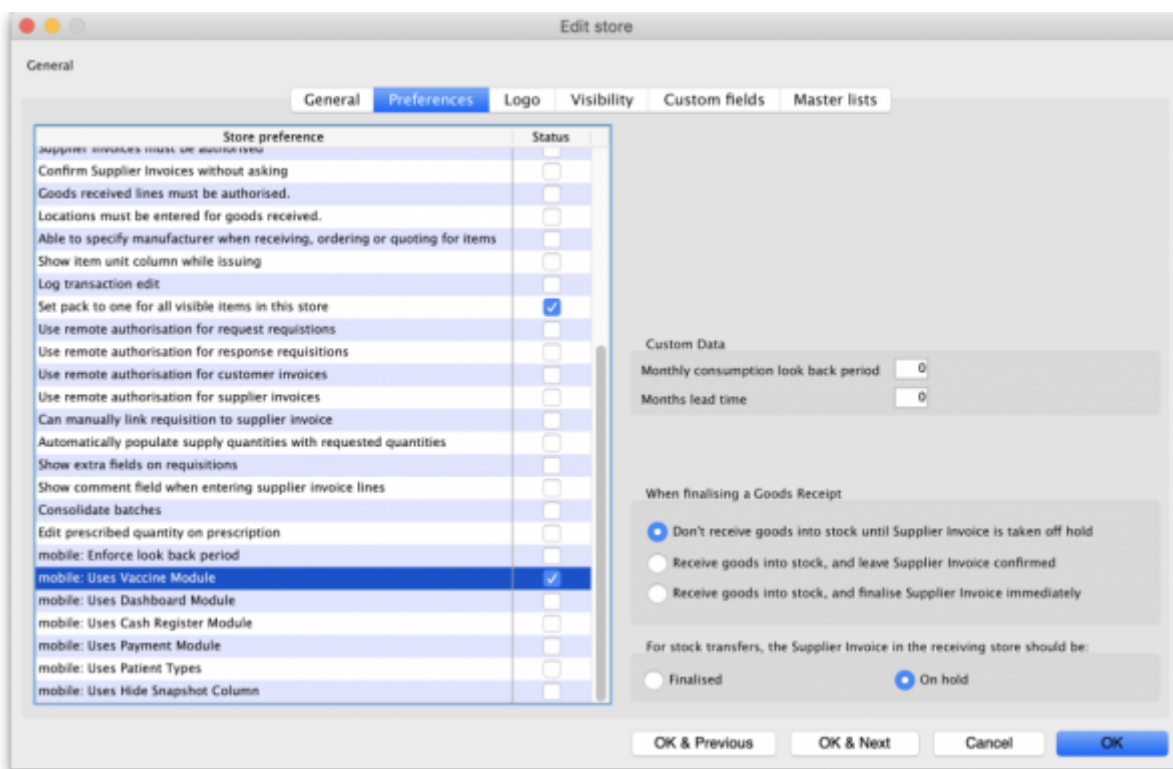 Edit store
General
General Preferences Logo Visibility Custom fields Master lists
Store preference Status
Supplier invoices must be authorised
Confirm Supplier Invoices without asking
Goods received lines must be authorised.
Locations must be entered for goods received.
Able to specify manufacturer when receiving, ordering or quoting for items
Show item unit column while issuing
Log transaction edit
Set pack to one for all visible items in this store
Use remote authorisation for request requistions
Use remote authorisation for response requisitions
Use remote authorisation for customer invoices
Use remote authorisation for supplier invoices
Can manually link requisition to supplier invoice
Automatically populate supply quantities with requested quantities
Show extra fields on requisitions
Show comment field when entering supplier invoice lines
Consolidate batches
Edit prescribed quantity on prescription
mobile: Enforce look back period
mobile: Uses Vaccine Module
mobile: Uses Dashboard Module
mobile: Uses Cash Register Module
mobile: Uses Payment Module
mobile: Uses Patient Types
mobile: Uses Hide Snapshot Column
Custom Data
Monthly consumption look back period 0
Months lead time 0
When finalising a Goods Receipt
Don't receive goods into stock until Supplier Invoice is taken off hold
Receive goods into stock, and leave Supplier Invoice confirmed
Receive goods into stock, and finalise Supplier Invoice immediately
For stock transfers, the Supplier Invoice in the receiving store should be:
Finalised On hold
OK & Previous OK & Next Cancel OK